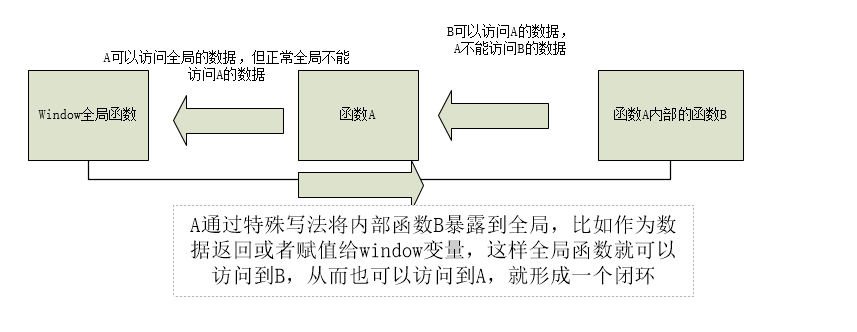 B可以访问A的数据，
A不能访问B的数据
A可以访问全局的数据，但正常全局不能
访问A的数据
Window全局函数
函数A
函数A内部的函数B
A通过特殊写法将内部函数B暴露到全局，比如作为数
据返回或者赋值给window变量，这样全局函数就可以
访问到B，从而也可以访问到A，就形成一个闭环